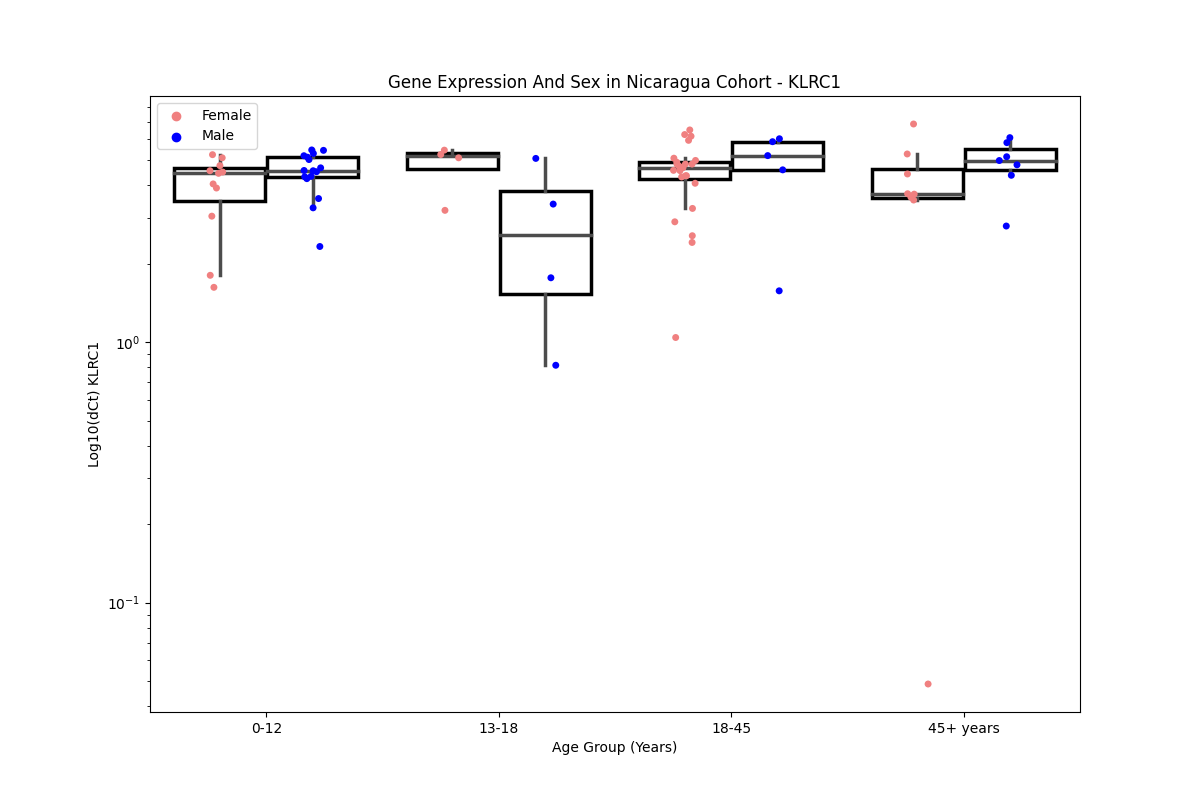 Gene Expression And Sex in Nicaragua Cohort - KLRC1
Female
Male
Log10(dCt) KLRC1
10⁰
10⁻¹
0-12
13-18
18-45
45+ years
Age Group (Years)